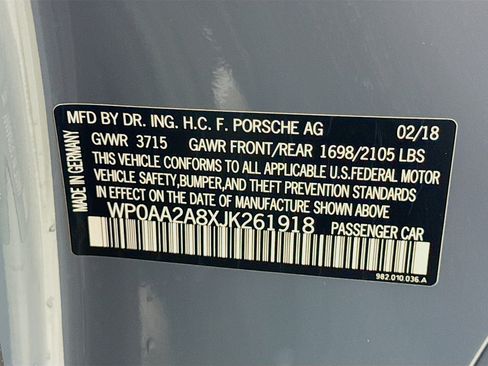 MFD BY DR. ING. H.C. F. PORSCHE AG 02/18
GVWR 3715 GAWR FRONT/REAR 1698/2105 LBS
THIS VEHICLE CONFORMS TO ALL APPLICABLE U.S.FEDERAL MOTOR
VEHICLE SAFETY,BUMPER,AND THEFT PREVENTION STANDARDS
IN EFFECT ON THE DATE OF MANUFACTURE SHOWN ABOVE
WP0AA2A8XJK261918 PASSENGER CAR
982.010.036.A
MADE IN GERMANY